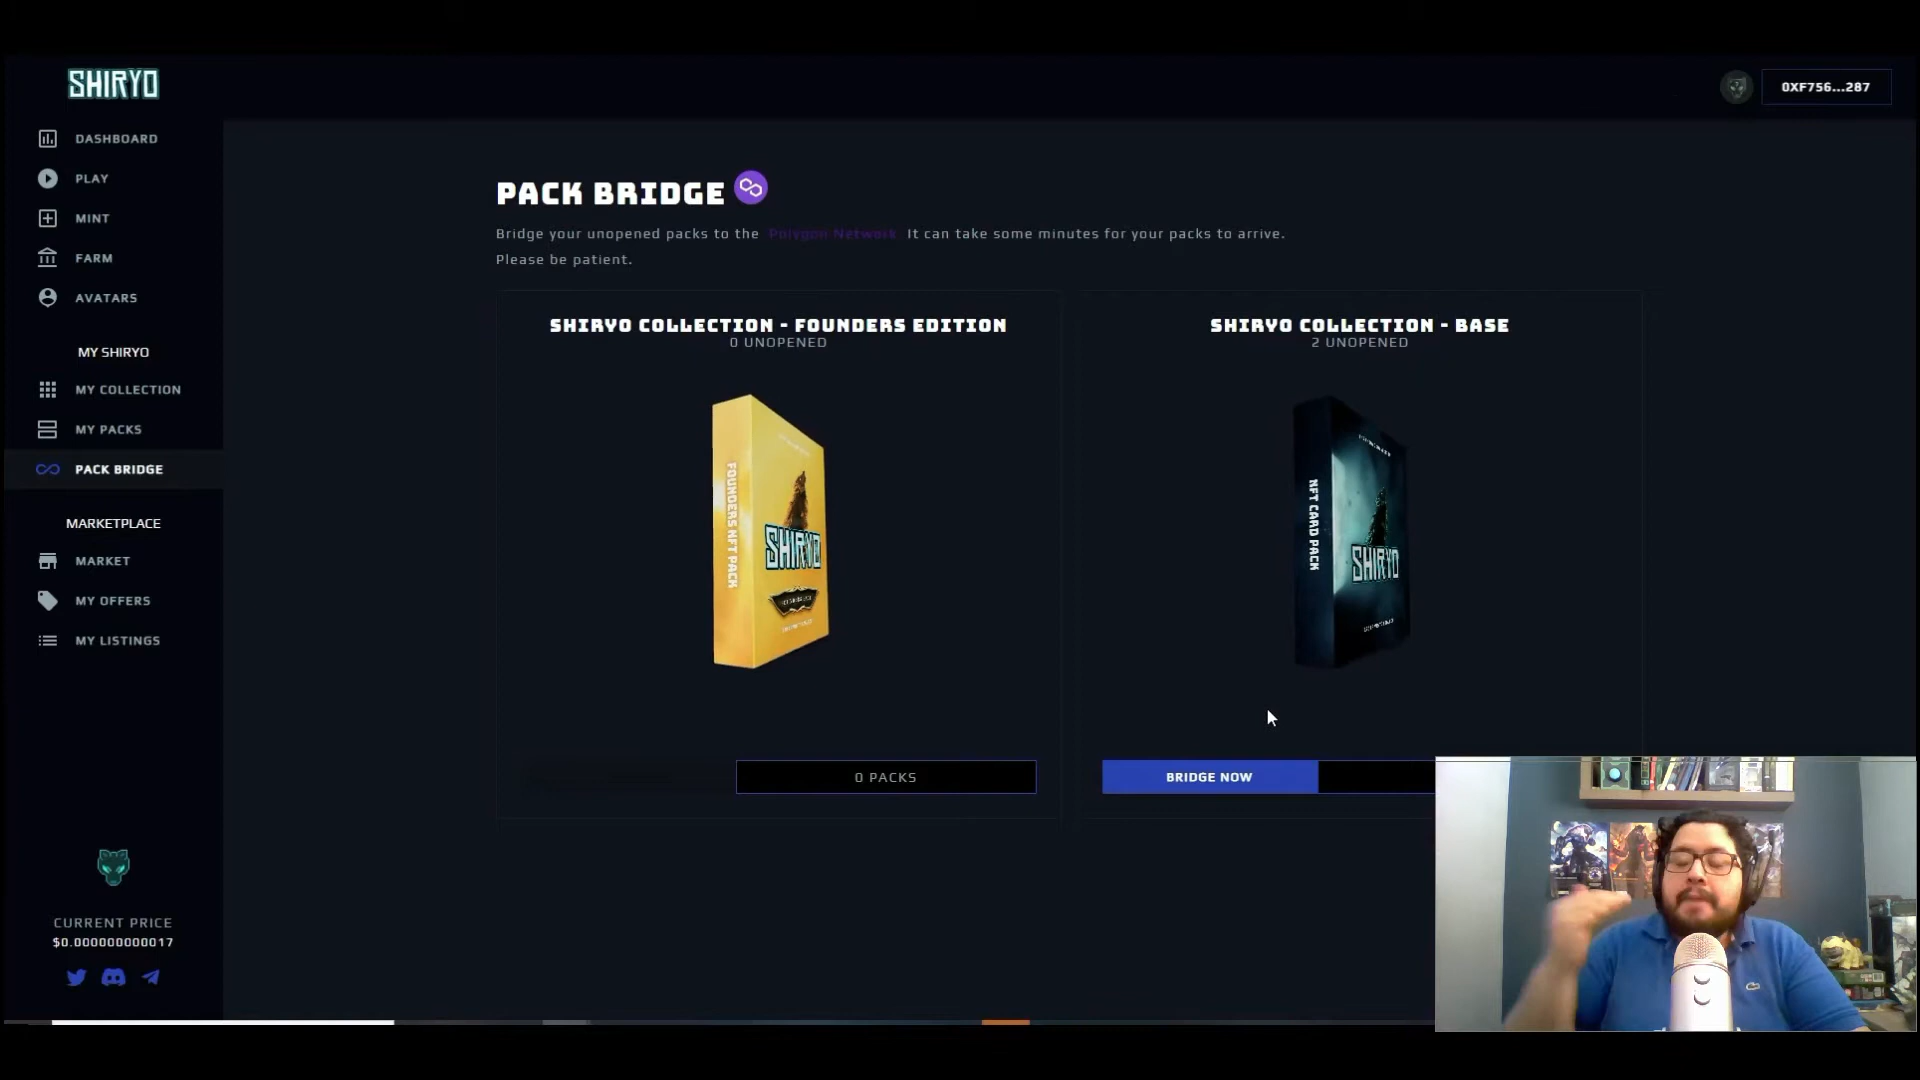 SHIRYO
0XF756...287
DASHBOARD
PLAY
MINT
FARM
AVATARS
MY SHIRYO
MY COLLECTION
MY PACKS
PACK BRIDGE
MARKETPLACE
MARKET
MY OFFERS
MY LISTINGS
CURRENT PRICE
$0.000000000017
PACK BRIDGE
Bridge your unopened packs to the Polygon Network. It can take some minutes for your packs to arrive.
Please be patient.
SHIRYO COLLECTION - FOUNDERS EDITION
0 UNOPENED
FOUNDERS NFT PACK
SHIRYO
0 PACKS
SHIRYO COLLECTION - BASE
2 UNOPENED
NFT CARD PACK
SHIRYO
BRIDGE NOW